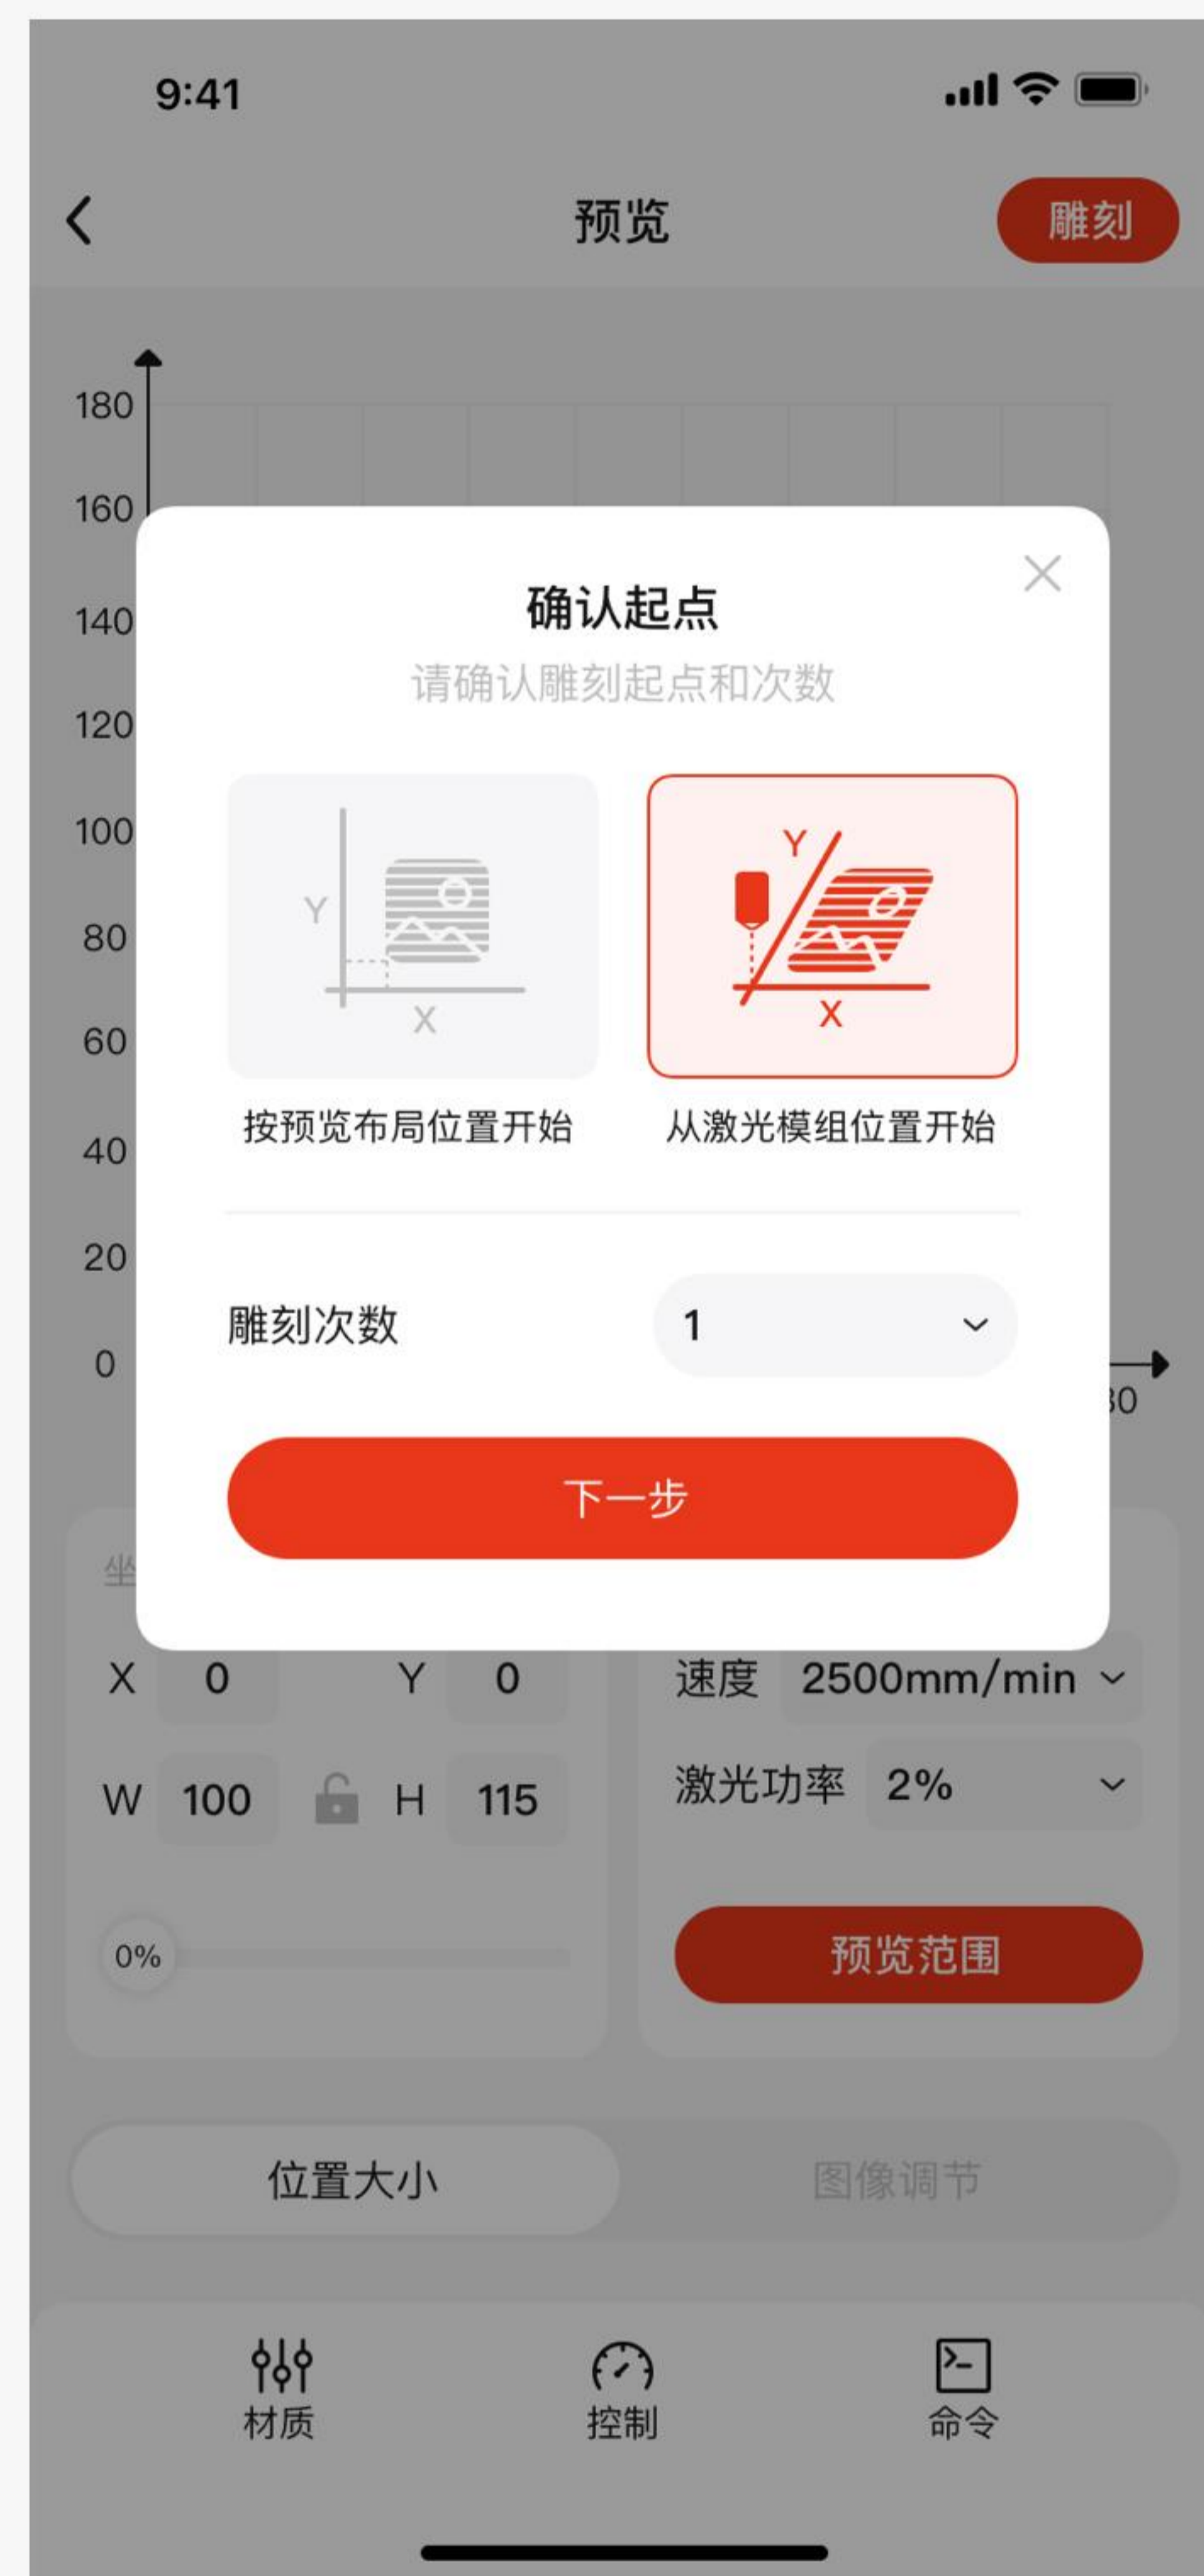 9:41
预览
雕刻
180
160
140
120
100
80
60
40
20
0
确认起点
请确认雕刻起点和次数
Y
X
Y
X
按预览布局位置开始
从激光模组位置开始
雕刻次数
1
下一步
坐
X 0
Y 0
W 100
H 115
0%
速度 2500mm/min
激光功率 2%
预览范围
位置大小
图像调节
材质
控制
命令